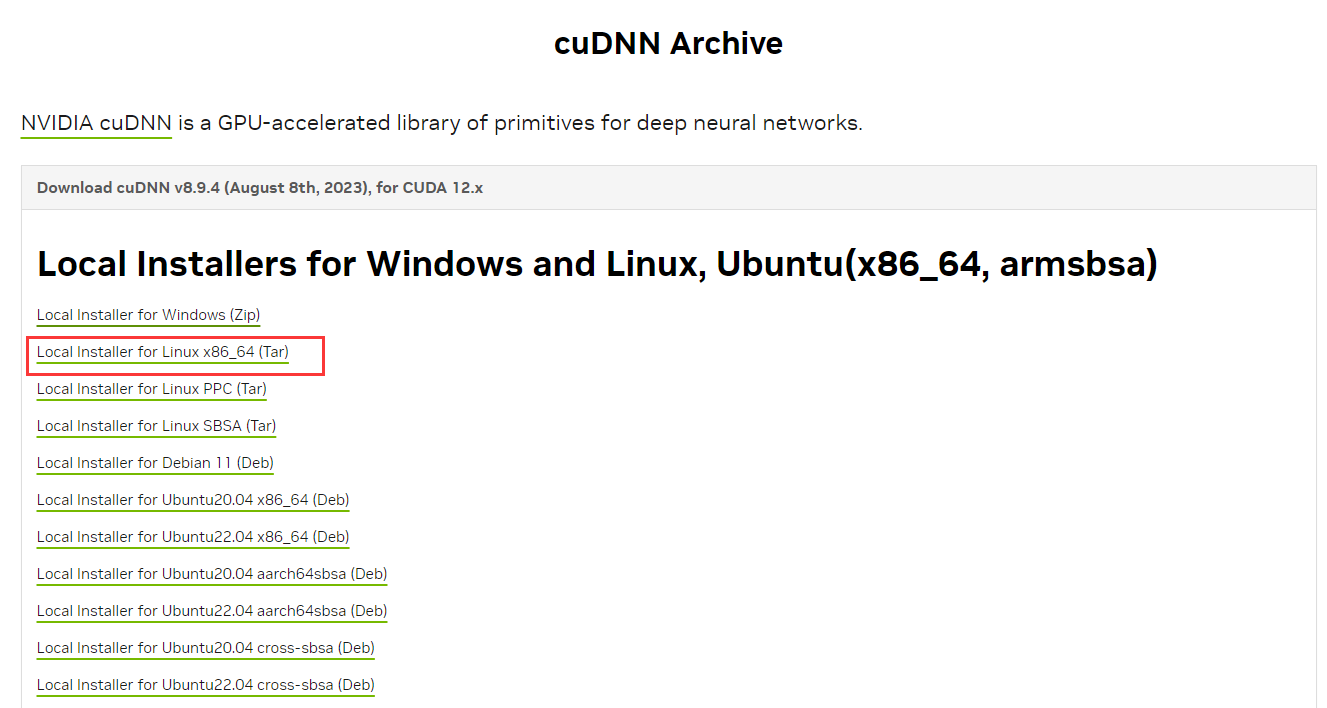 cuDNN Archive
NVIDIA cuDNN is a GPU-accelerated library of primitives for deep neural networks.
Download cuDNN v8.9.4 (August 8th, 2023), for CUDA 12.x
Local Installers for Windows and Linux, Ubuntu(x86_64, armsbsa)
Local Installer for Windows (Zip)
Local Installer for Linux x86_64 (Tar)
Local Installer for Linux PPC (Tar)
Local Installer for Linux SBSA (Tar)
Local Installer for Debian 11 (Deb)
Local Installer for Ubuntu20.04 x86_64 (Deb)
Local Installer for Ubuntu22.04 x86_64 (Deb)
Local Installer for Ubuntu20.04 aarch64sbsa (Deb)
Local Installer for Ubuntu22.04 aarch64sbsa (Deb)
Local Installer for Ubuntu20.04 cross-sbsa (Deb)
Local Installer for Ubuntu22.04 cross-sbsa (Deb)